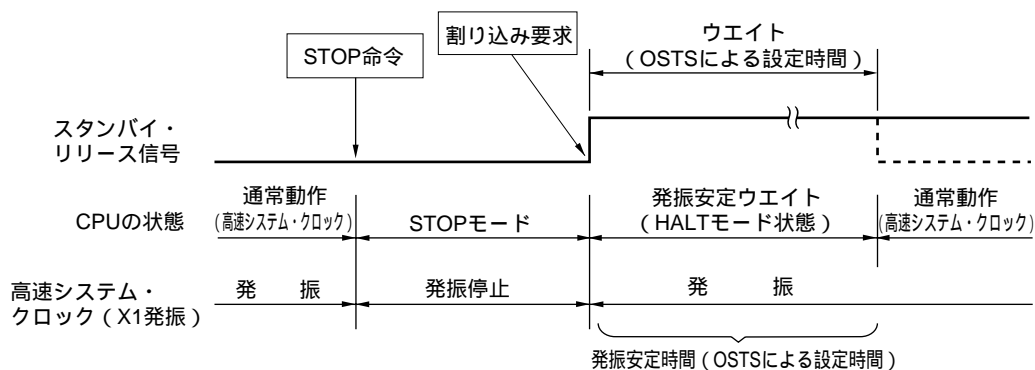 ウエイト
(OSTSによる設定時間)
割り込み要求
STOP命令
スタンバイ・
リリース信号
通常動作
(高速システム・クロック)
発振安定ウエイト
(HALTモード状態)
通常動作
(高速システム・クロック)
CPUの状態
STOPモード
高速システム・
クロック(X1発振)
発 振
発振停止
発 振
発振安定時間(OSTSによる設定時間)